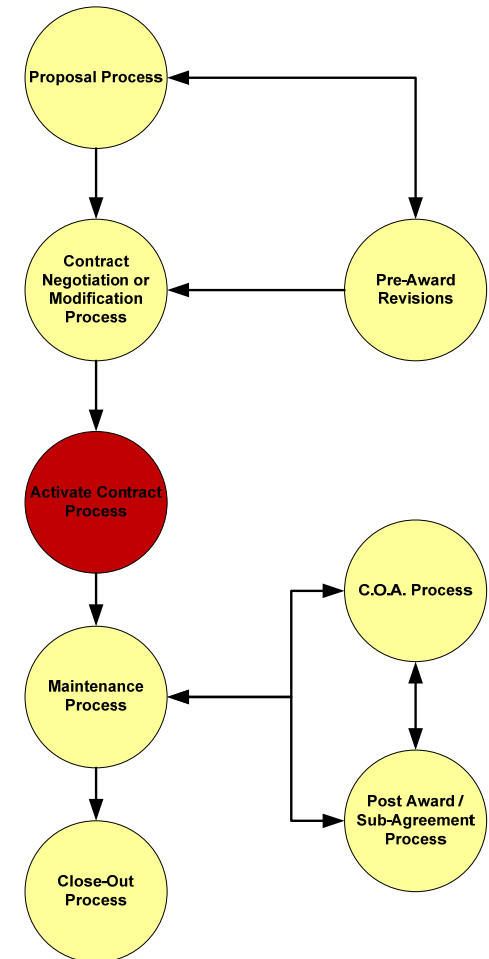 Proposal Process
Contract
Negotiation or
Modification
Process
Pre-Award
Revisions
Activate Contract
Process
C.O.A. Process
Maintenance
Process
Post Award /
Sub-Agreement
Process
Close-Out
Process